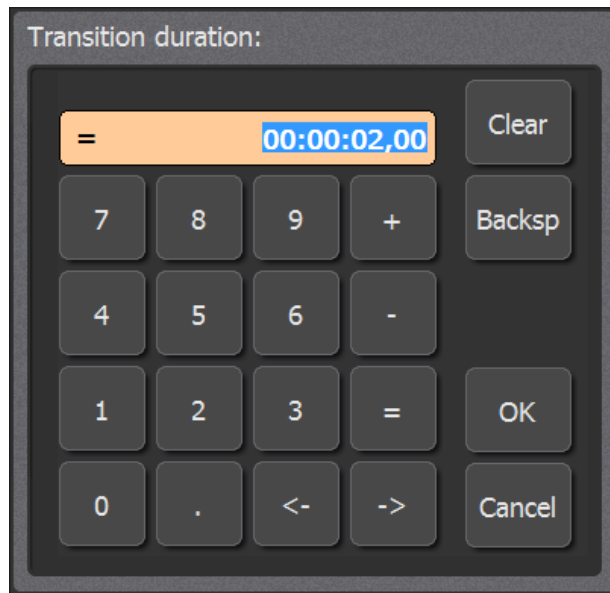 Transition duration:
= 00:00:02,00 Clear
7 8 9 + Backsp
4 5 6 -
1 2 3 = OK
0 . <- -> Cancel